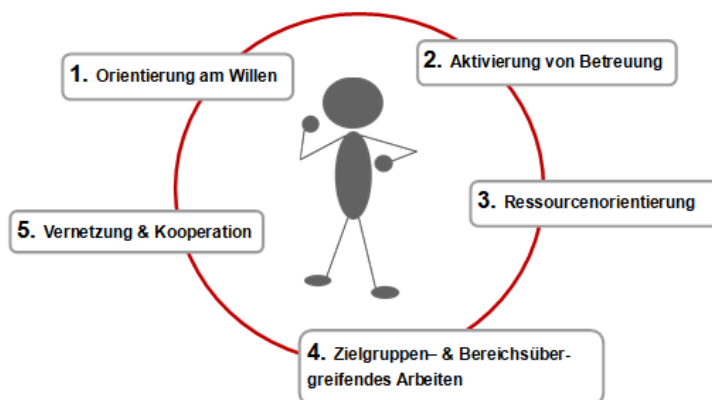 1. Orientierung am Willen
2. Aktivierung von Betreuung
3. Ressourcenorientierung
4. Zielgruppen– & Bereichsüber-
greifendes Arbeiten
5. Vernetzung & Kooperation